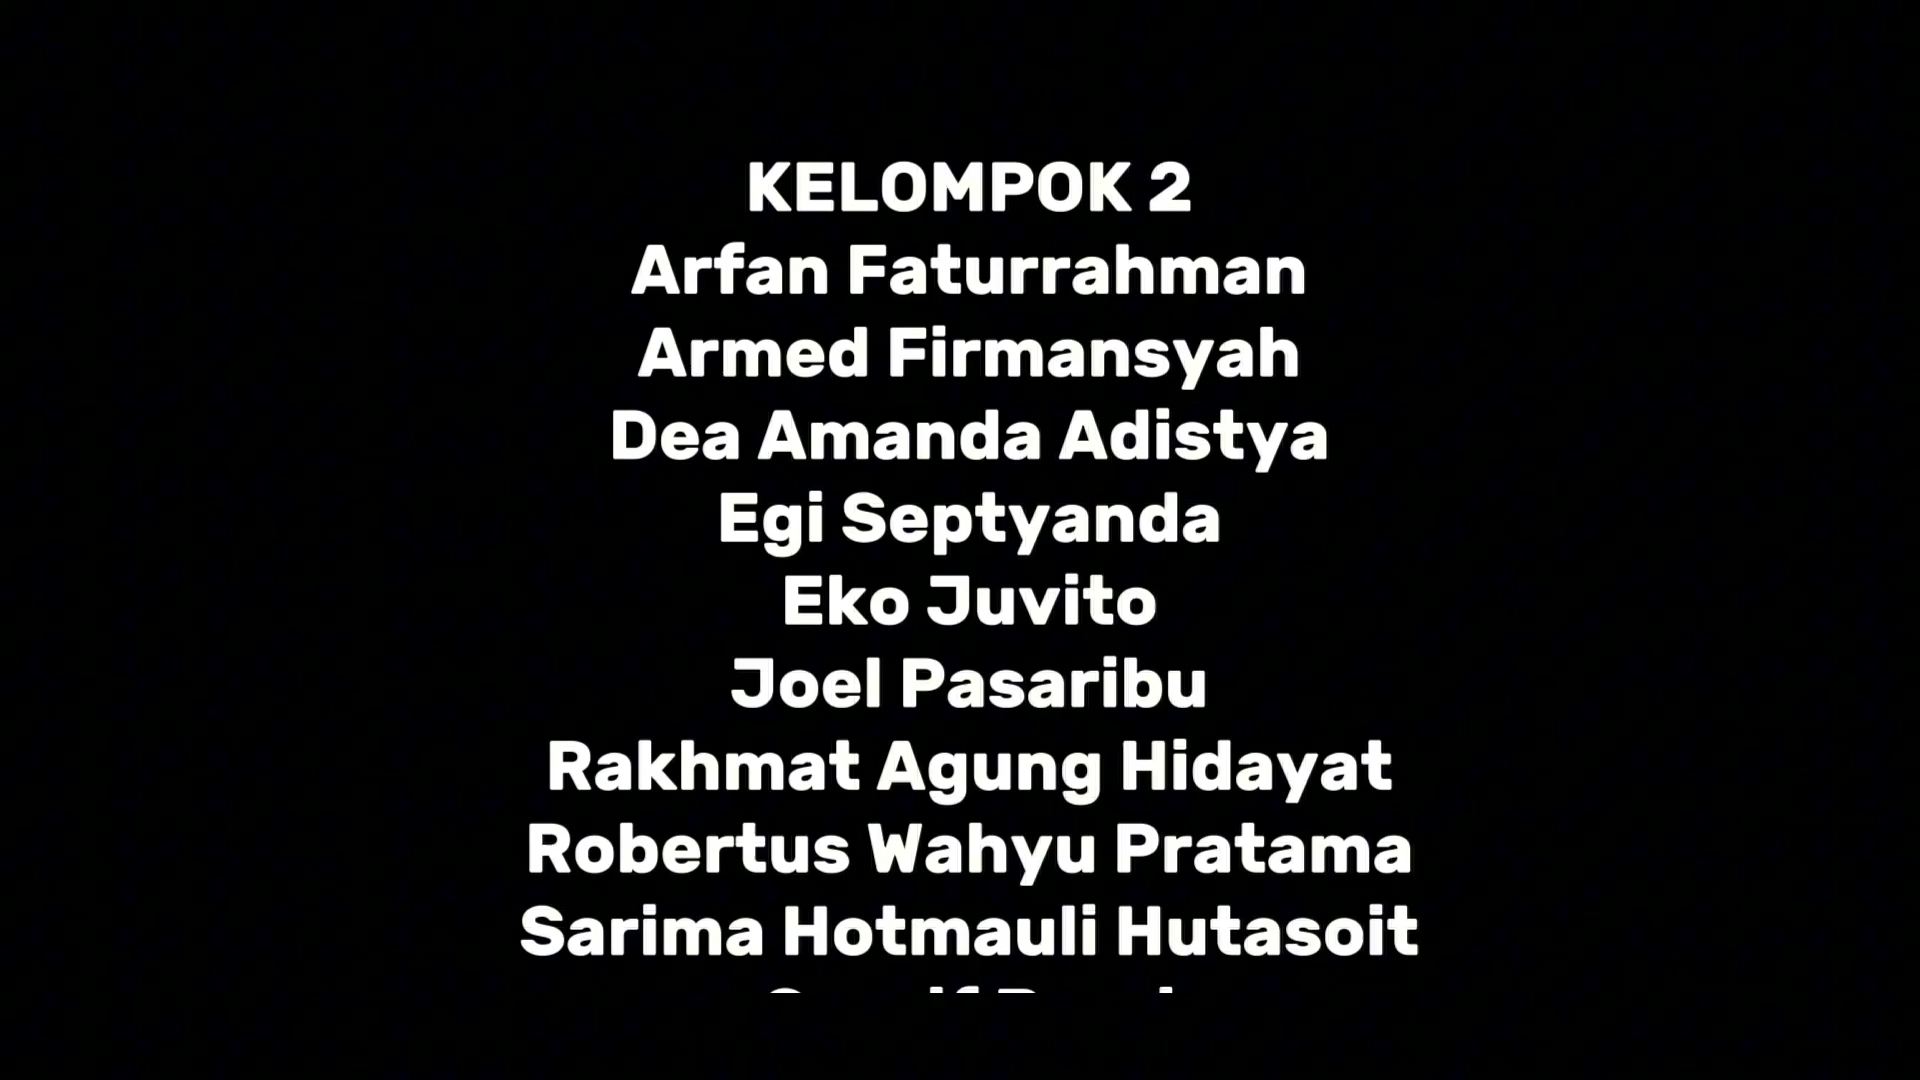 KELOMPOK 2
Arfan Faturrahman
Armed Firmansyah
Dea Amanda Adistya
Egi Septyanda
Eko Juvito
Joel Pasaribu
Rakhmat Agung Hidayat
Robertus Wahyu Pratama
Sarima Hotmauli Hutasoit